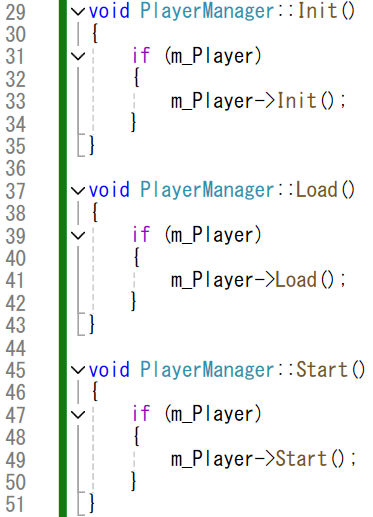 29 void PlayerManager::Init()
30 {
31     if (m_Player)
32     {
33         m_Player->Init();
34     }
35 }
36
37 void PlayerManager::Load()
38 {
39     if (m_Player)
40     {
41         m_Player->Load();
42     }
43 }
44
45 void PlayerManager::Start()
46 {
47     if (m_Player)
48     {
49         m_Player->Start();
50     }
51 }